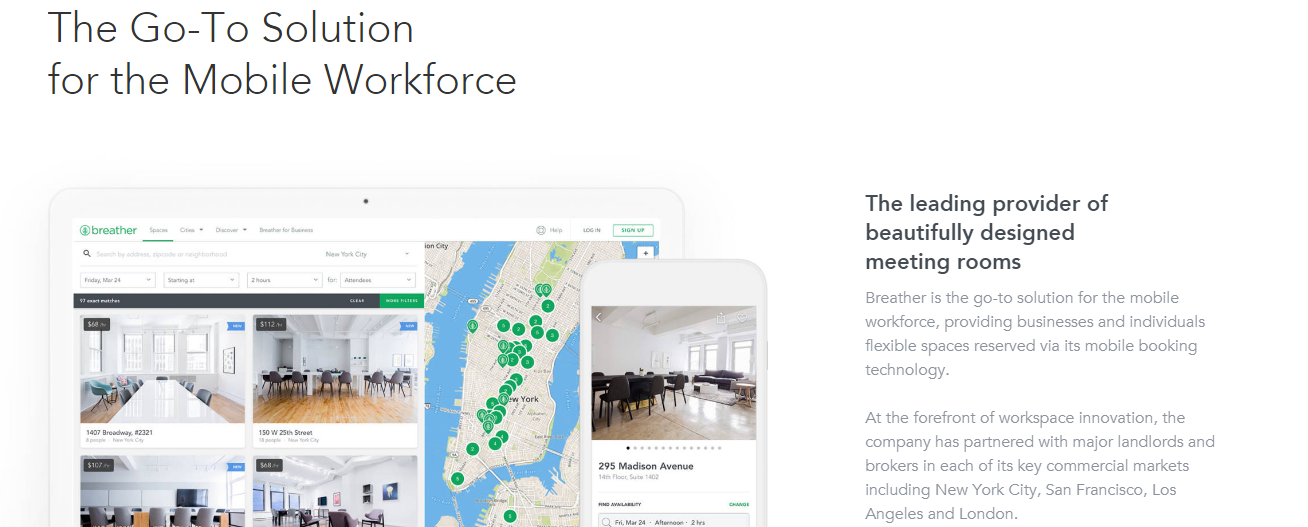 The Go-To Solution
for the Mobile Workforce
breather
Spaces
Cities
Discover
Breather for Business
Help
LOG IN
SIGN UP
Search by address, zipcode or neighborhood
New York City
Friday, Mar 24
Starting at
2 hours
for:
Attendees
97 exact matches
CLEAR
MORE FILTERS
$68 /hr
NEW
$112 /hr
NEW
1407 Broadway, #2321
8 people · New York City
150 W 25th Street
18 people · New York City
$107 /hr
NEW
$68 /hr
NEW
ion City
New York
295 Madison Avenue
14th Floor, Suite 1402
FIND AVAILABILITY
CHANGE
Fri, Mar 24 · Afternoon · 2 hrs
The leading provider of
beautifully designed
meeting rooms
Breather is the go-to solution for the mobile
workforce, providing businesses and individuals
flexible spaces reserved via its mobile booking
technology.
At the forefront of workspace innovation, the
company has partnered with major landlords and
brokers in each of its key commercial markets
including New York City, San Francisco, Los
Angeles and London.